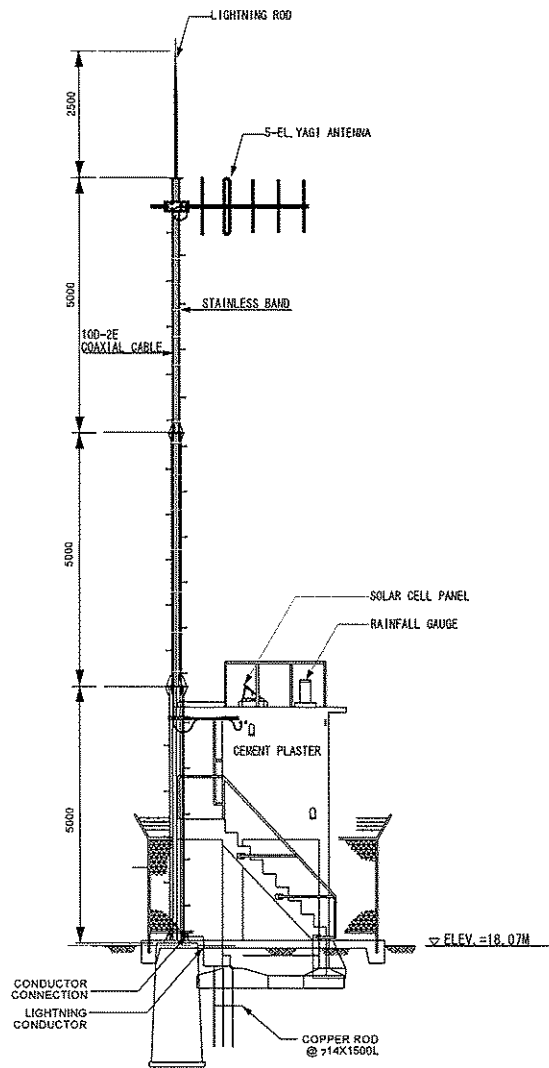 LIGHTNING ROD
2500
5-EL. YAGI ANTENNA
5000
STAINLESS BAND
10D-2E
COAXIAL CABLE
5000
SOLAR CELL PANEL
RAINFALL GAUGE
CEMENT PLASTER
5000
ELEV. =18.07M
CONDUCTOR
CONNECTION
LIGHTNING
CONDUCTOR
COPPER ROD
@ 14X1500L